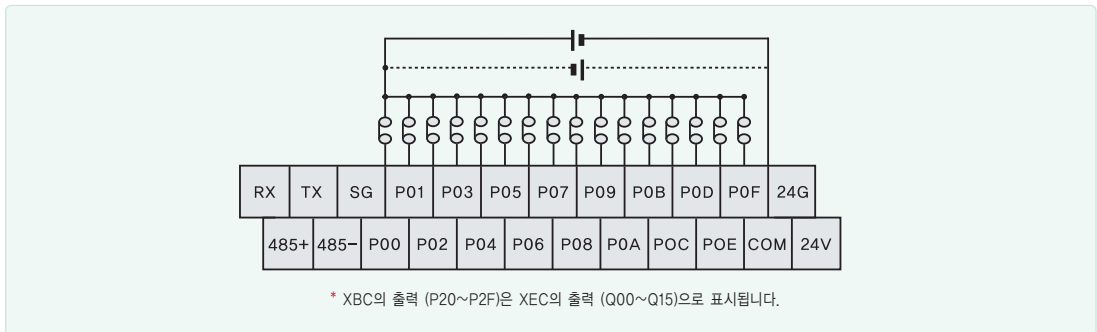 RX TX SG P01 P03 P05 P07 P09 P0B P0D P0F 24G
485+ 485− P00 P02 P04 P06 P08 P0A POC POE COM 24V
* XBC의 출력 (P20~P2F)은 XEC의 출력 (Q00~Q15)으로 표시됩니다.